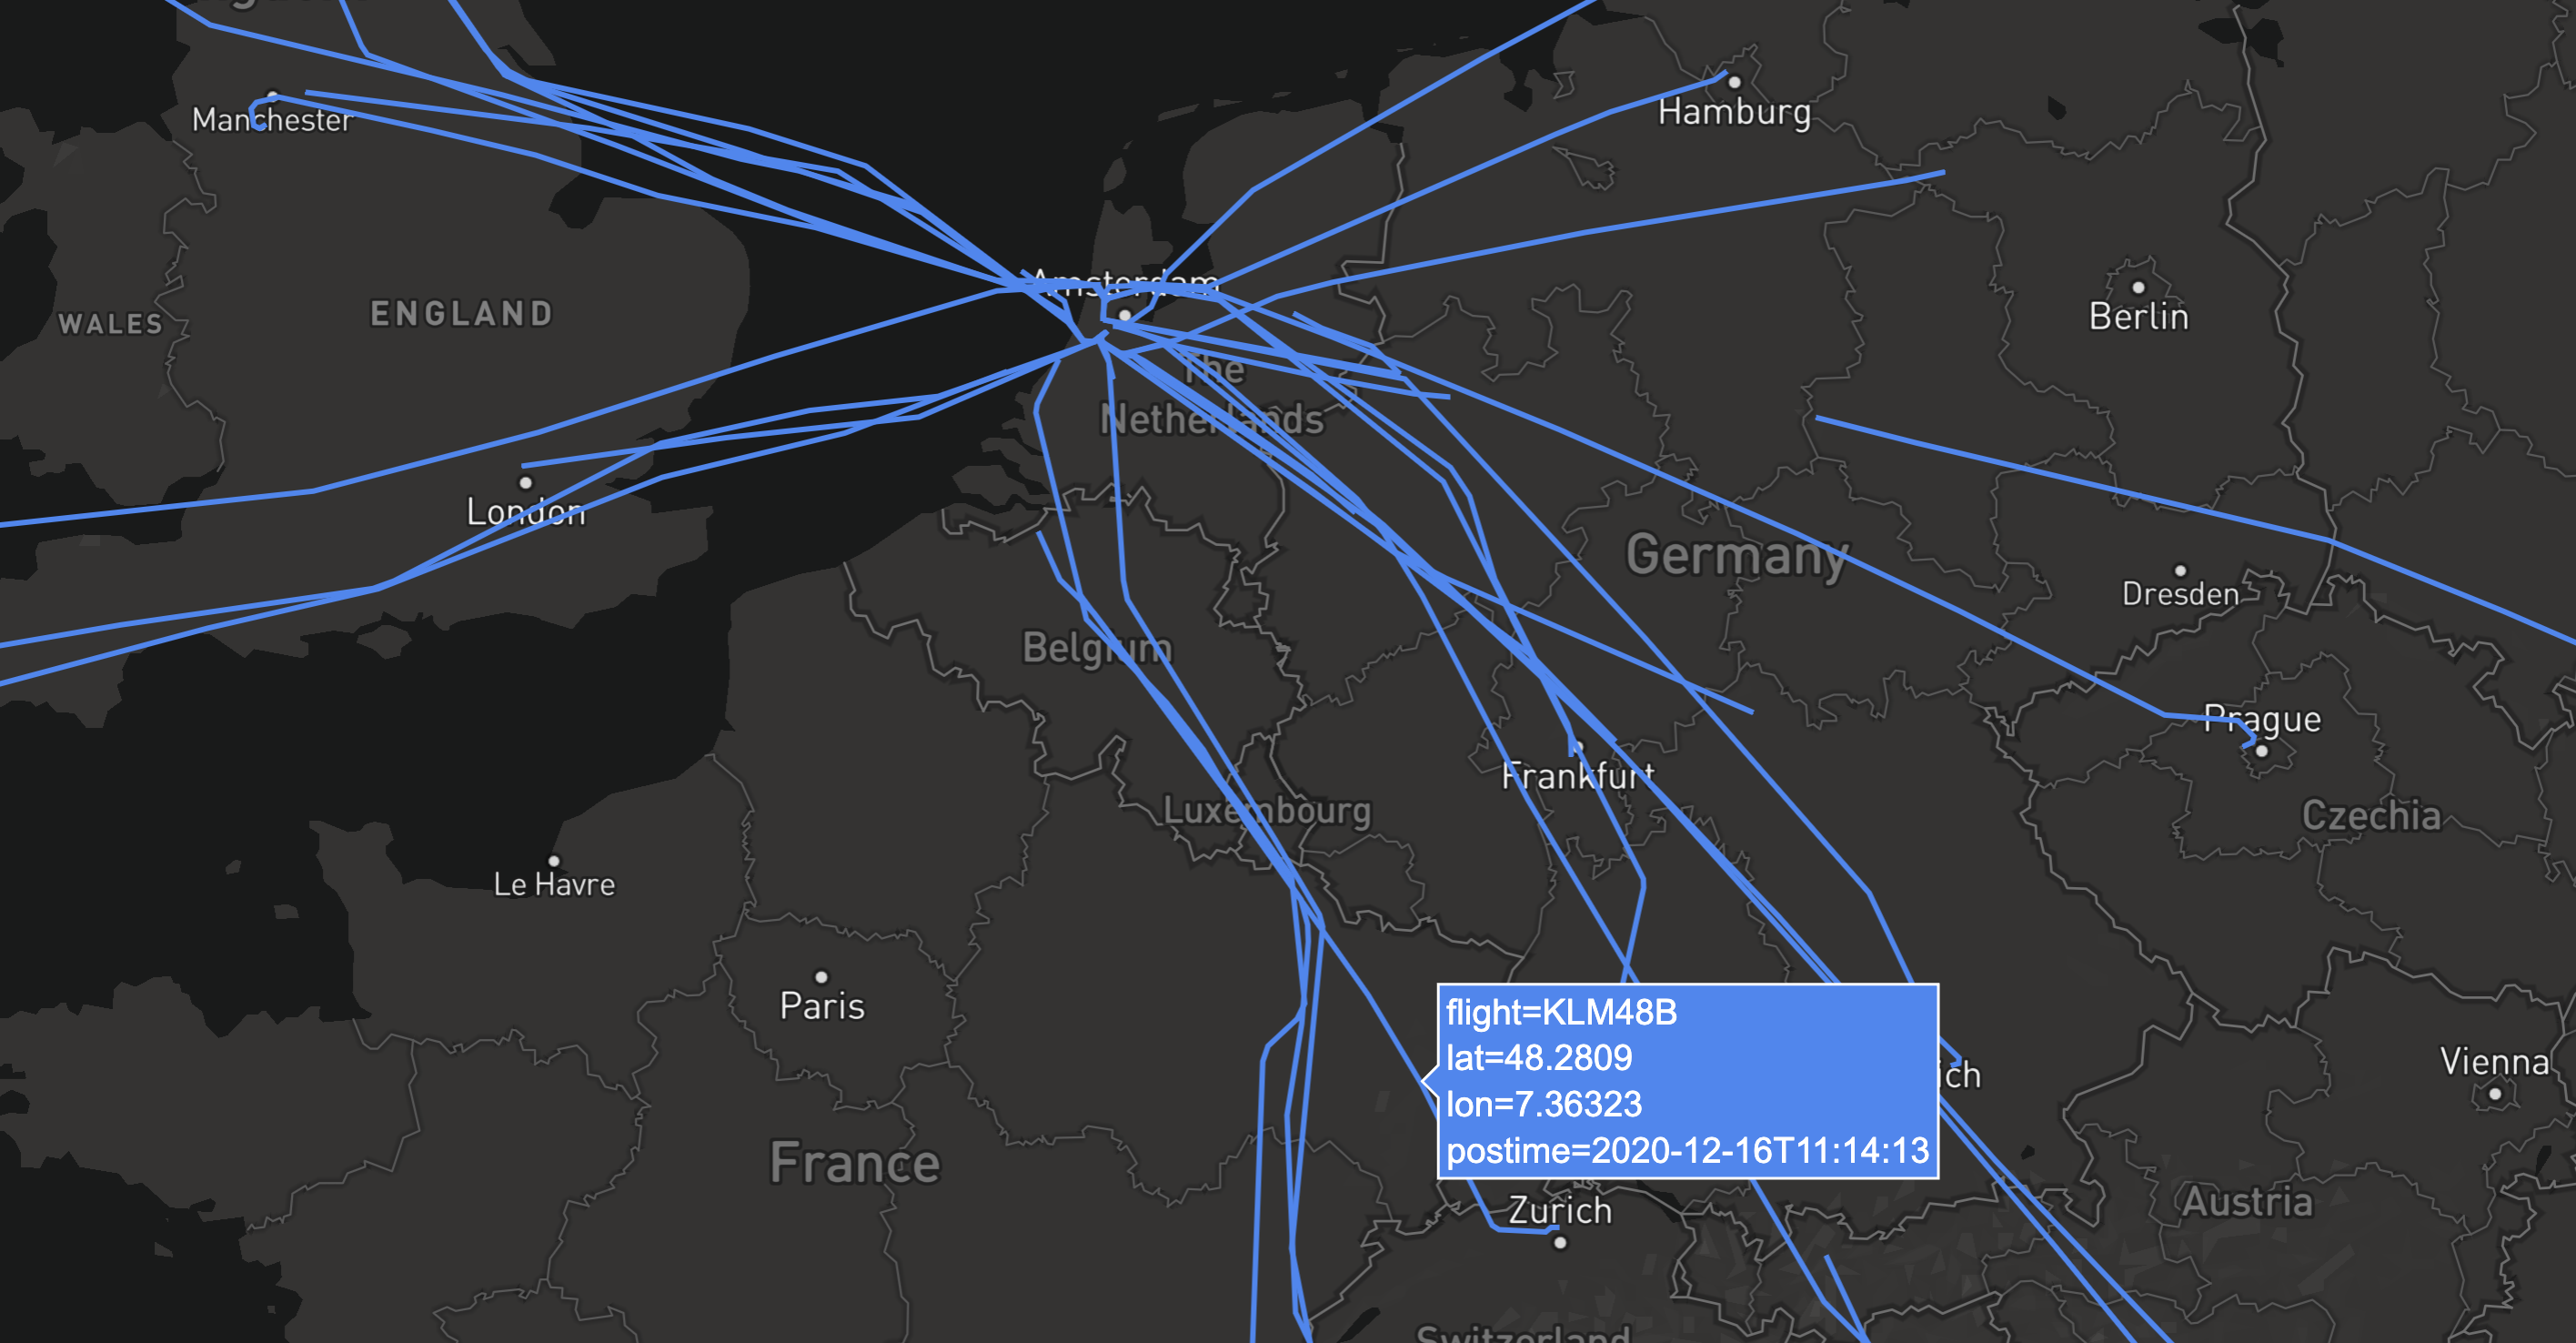 Hamburg
Manchester
Amsterdam
WALES
ENGLAND
Berlin
The
Netherlands
London
Germany
Dresden
Belgium
Prague
Frankfurt
Luxembourg
Czechia
Le Havre
Paris
flight=KLM48B
lat=48.2809
lon=7.36323
postime=2020-12-16T11:14:13
ich
Vienna
France
Zurich
Austria
Switzerland